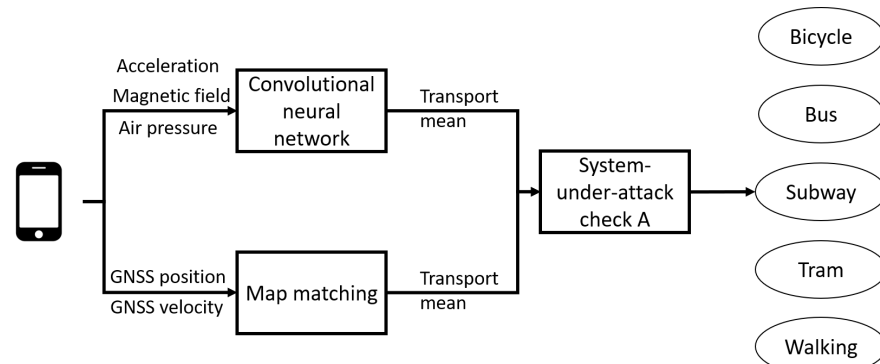 Acceleration
Magnetic field
Air pressure
Convolutional
neural
network
Transport
mean
GNSS position
GNSS velocity
Map matching
Transport
mean
System-
under-attack
check A
Bicycle
Bus
Subway
Tram
Walking